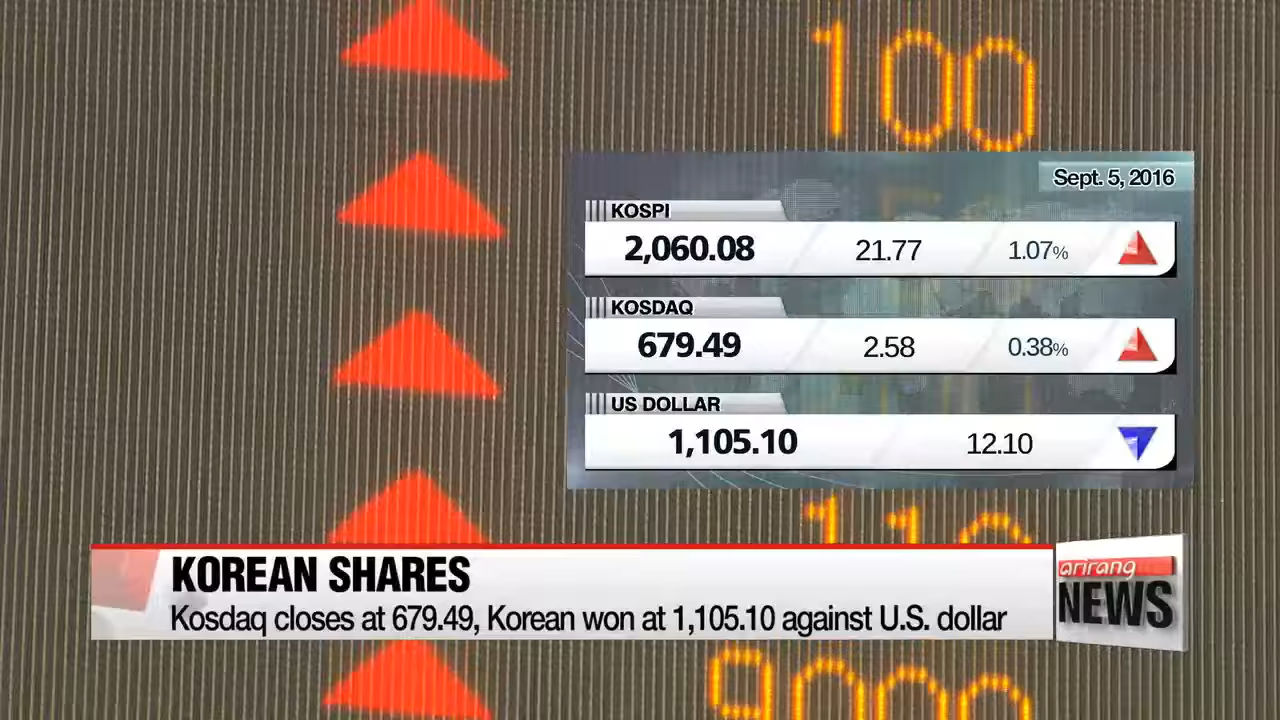 100
Sept. 5, 2016
KOSPI
2,060.08 21.77 1.07%
KOSDAQ
679.49 2.58 0.38%
US DOLLAR
1,105.10 12.10
110
KOREAN SHARES
Kosdaq closes at 679.49, Korean won at 1,105.10 against U.S. dollar
arirang
NEWS
9000